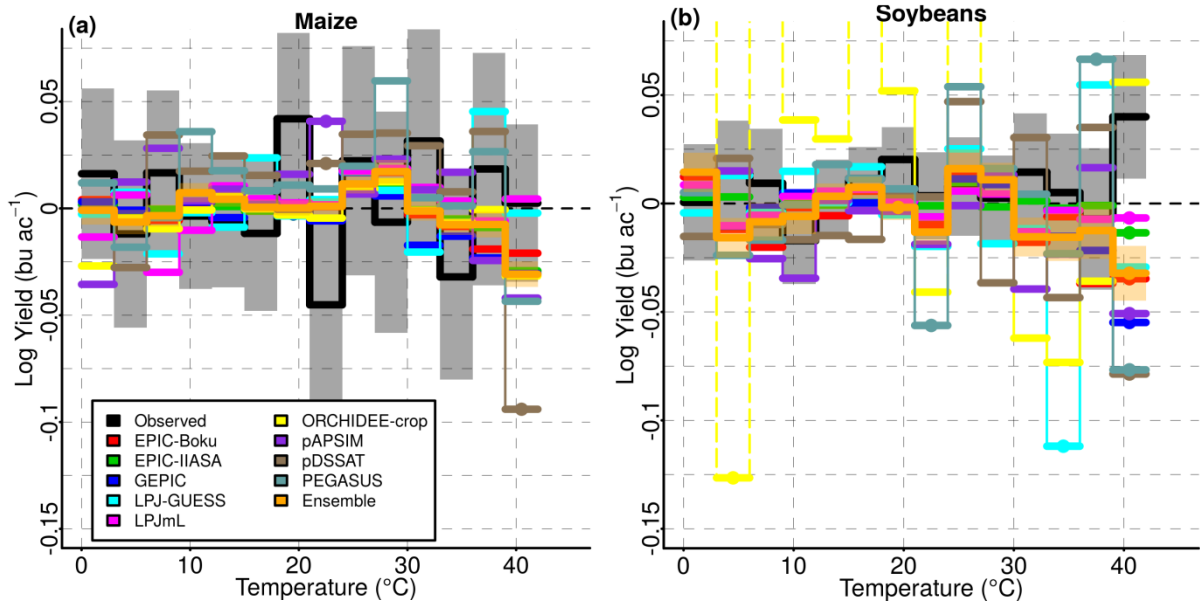 (a)
Maize
0.05
0
-0.05
-0.1
-0.15
Log Yield (bu ac⁻¹)
0 10 20 30 40
Temperature (°C)
Observed
EPIC-Boku
EPIC-IIASA
GEPIC
LPJ-GUESS
LPJmL
ORCHIDEE-crop
pAPSIM
pDSSAT
PEGASUS
Ensemble
(b)
Soybeans
0.05
0
-0.05
-0.1
-0.15
Log Yield (bu ac⁻¹)
0 10 20 30 40
Temperature (°C)